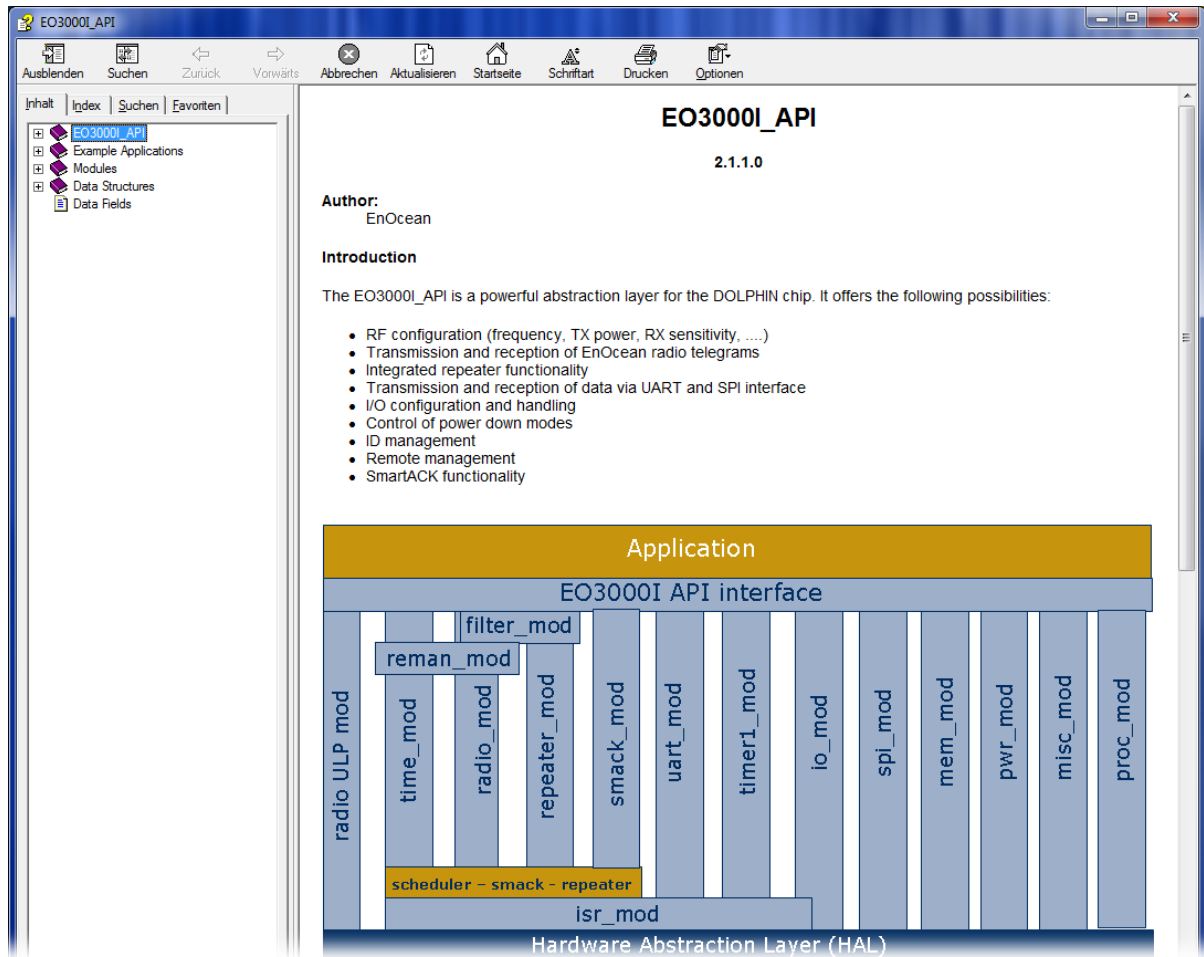 EO3000I_API
Ausblenden Suchen Zurück Vorwärts Abbrechen Aktualisieren Startseite Schriftart Drucken Optionen
Inhalt Index Suchen Favoriten
EO3000I_API
Example Applications
Modules
Data Structures
Data Fields
EO3000I_API
2.1.1.0
Author:
EnOcean
Introduction
The EO3000I_API is a powerful abstraction layer for the DOLPHIN chip. It offers the following possibilities:
• RF configuration (frequency, TX power, RX sensitivity, ....)
• Transmission and reception of EnOcean radio telegrams
• Integrated repeater functionality
• Transmission and reception of data via UART and SPI interface
• I/O configuration and handling
• Control of power down modes
• ID management
• Remote management
• SmartACK functionality
Application
EO3000I API interface
filter_mod
reman_mod
radio ULP mod
time_mod
radio_mod
repeater_mod
smack_mod
uart_mod
timer1_mod
io_mod
spi_mod
mem_mod
pwr_mod
misc_mod
proc_mod
scheduler – smack - repeater
isr_mod
Hardware Abstraction Layer (HAL)